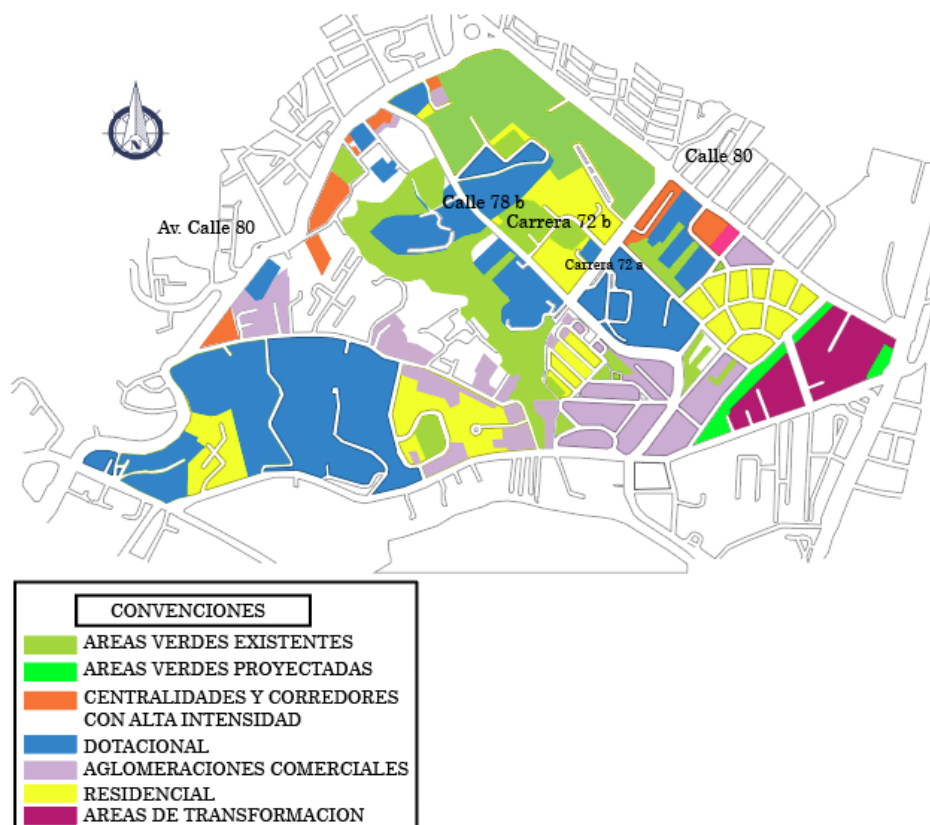 Calle 80
Calle 78 b
Carrera 72 b
Av. Calle 80
Carrera 72 a
N
CONVENCIONES
AREAS VERDES EXISTENTES
AREAS VERDES PROYECTADAS
CENTRALIDADES Y CORREDORES
CON ALTA INTENSIDAD
DOTACIONAL
AGLOMERACIONES COMERCIALES
RESIDENCIAL
AREAS DE TRANSFORMACION